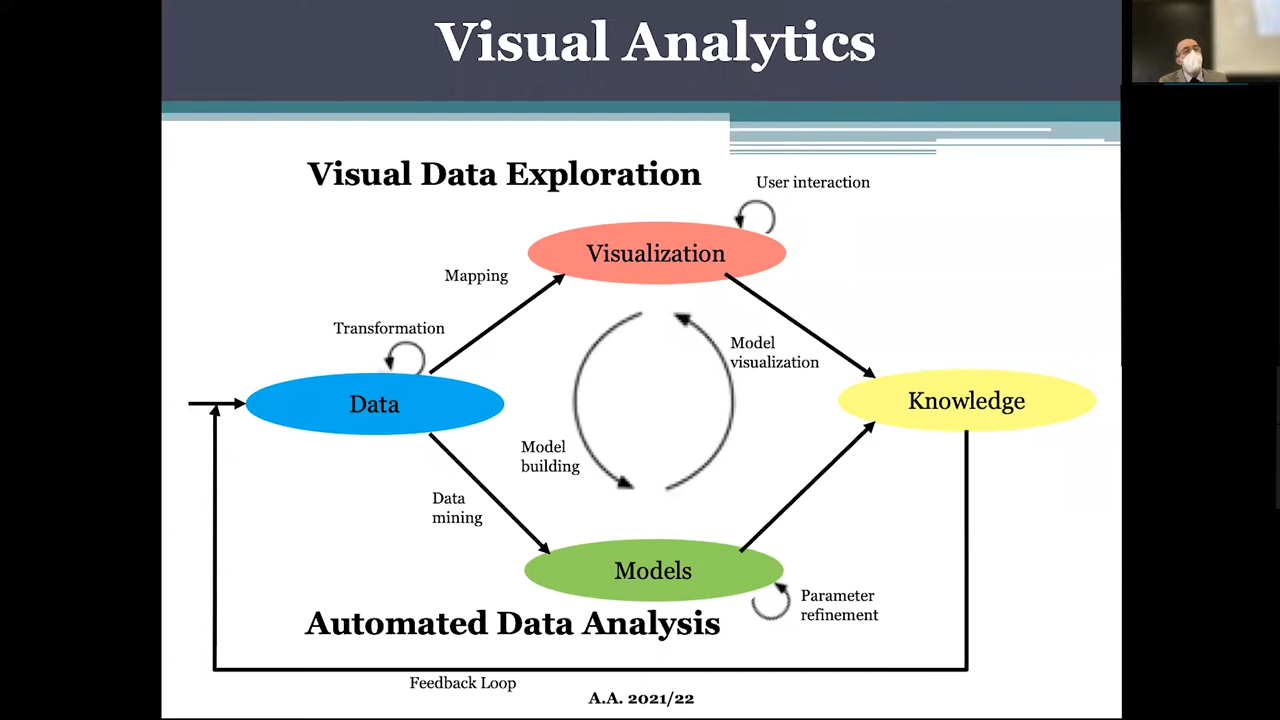 Visual Analytics
Visual Data Exploration
User interaction
Visualization
Mapping
Transformation
Model
visualization
Data
Knowledge
Model
building
Data
mining
Models
Parameter
refinement
Automated Data Analysis
Feedback Loop
A.A. 2021/22